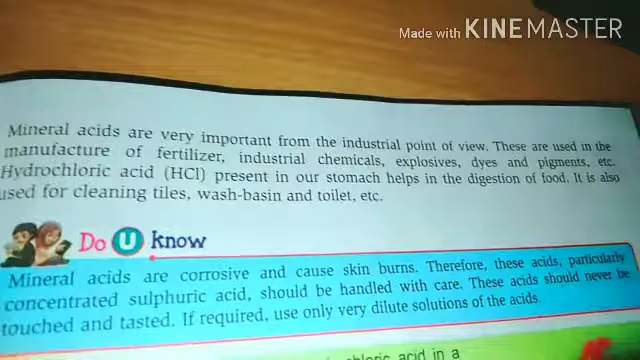 Made with KINEMASTER
Mineral acids are very important from the industrial point of view. These are used in the
manufacture of fertilizer, industrial chemicals, explosives, dyes and pigments, etc.
Hydrochloric acid (HCl) present in our stomach helps in the digestion of food. It is also
used for cleaning tiles, wash-basin and toilet, etc.
Do U know
Mineral acids are corrosive and cause skin burns. Therefore, these acids, particularly
concentrated sulphuric acid, should be handled with care. These acids should never be
touched and tasted. If required, use only very dilute solutions of the acids.
acid in a